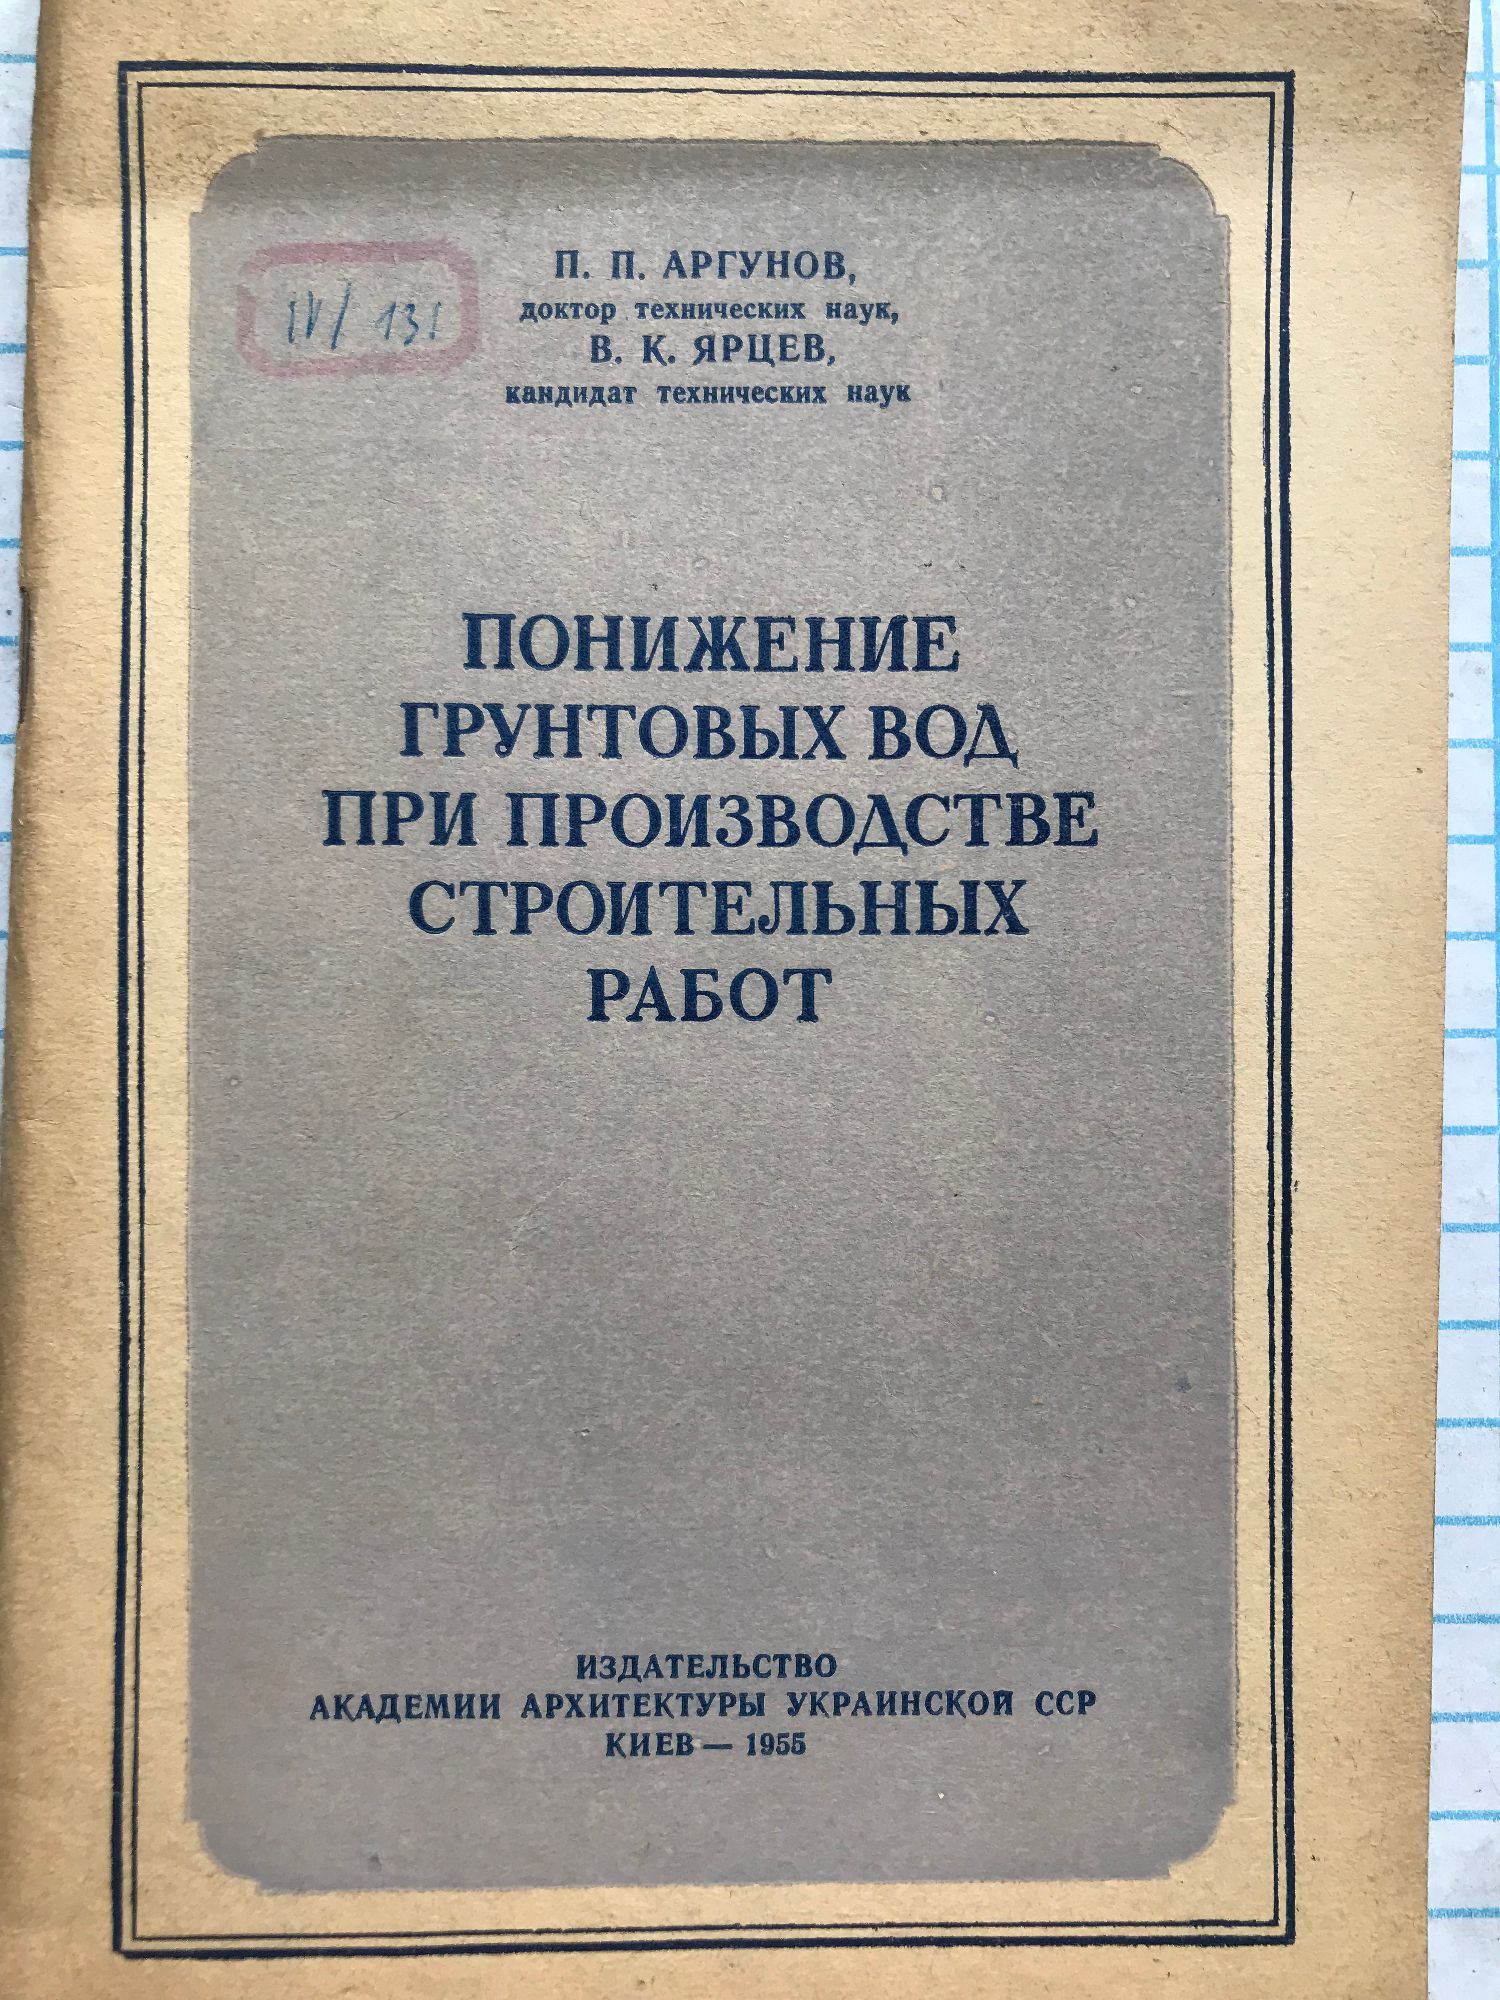 П. П. АРГУНОВ,
доктор технических наук,
В. К. ЯРЦЕВ,
кандидат технических наук
IV/131
ПОНИЖЕНИЕ
ГРУНТОВЫХ ВОД
ПРИ ПРОИЗВОДСТВЕ
СТРОИТЕЛЬНЫХ
РАБОТ
ИЗДАТЕЛЬСТВО
АКАДЕМИИ АРХИТЕКТУРЫ УКРАИНСКОЙ ССР
КИЕВ — 1955